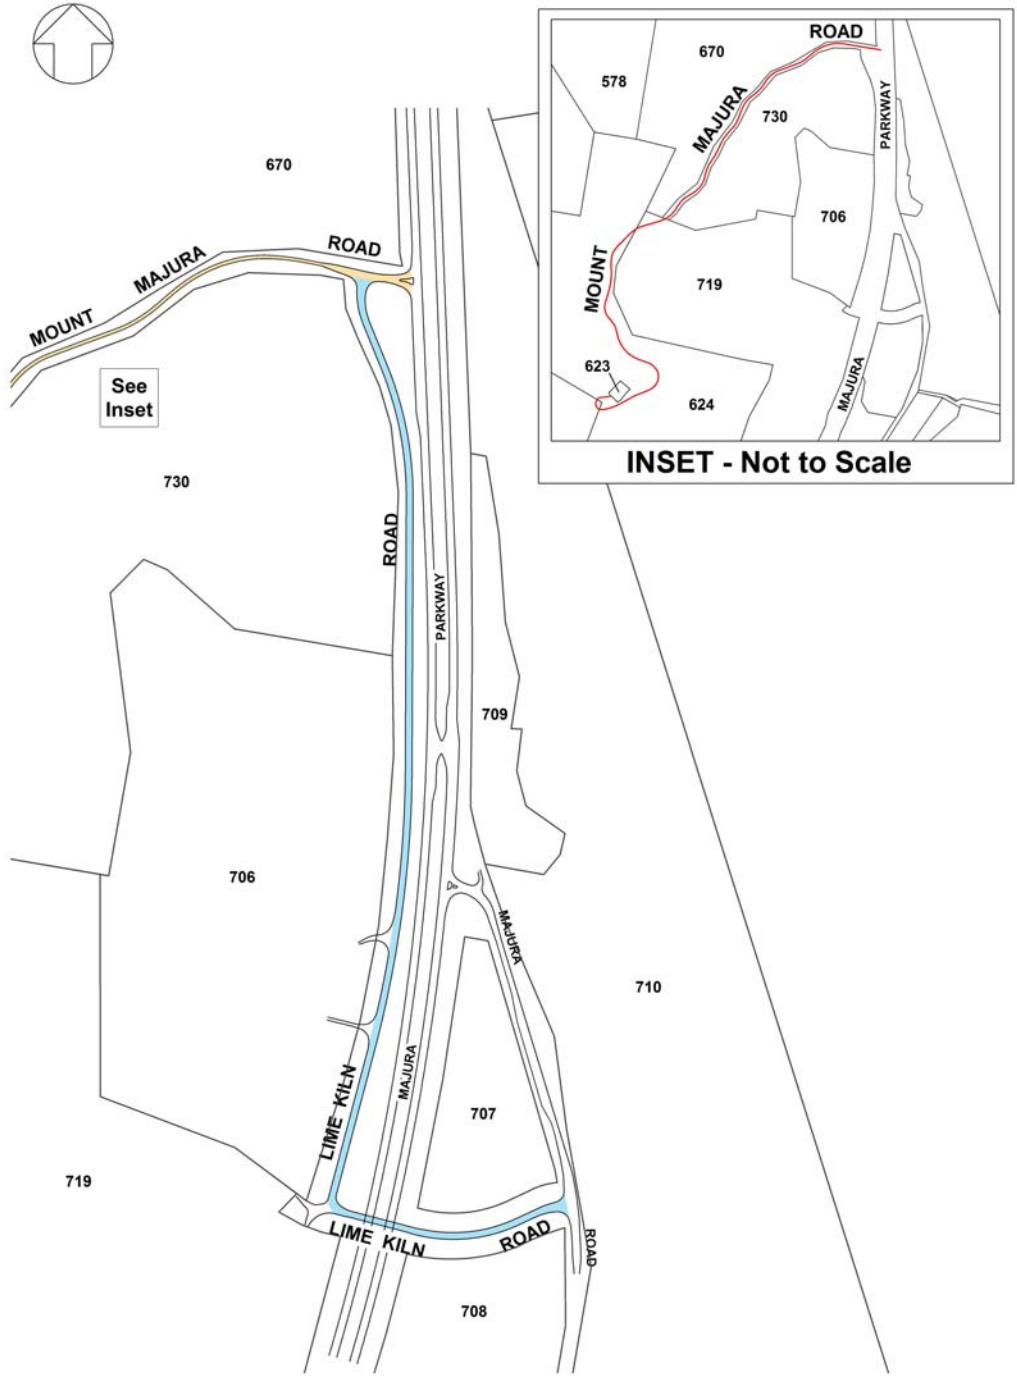 670
MOUNT MAJURA ROAD
See
Inset
730
ROAD
PARKWAY
709
706
MAJURA
710
MAJURA
LIME KILN
707
719
LIME KILN ROAD
ROAD
708
ROAD
670
578
MAJURA
730
PARKWAY
706
MOUNT
719
623
624
MAJURA
INSET - Not to Scale